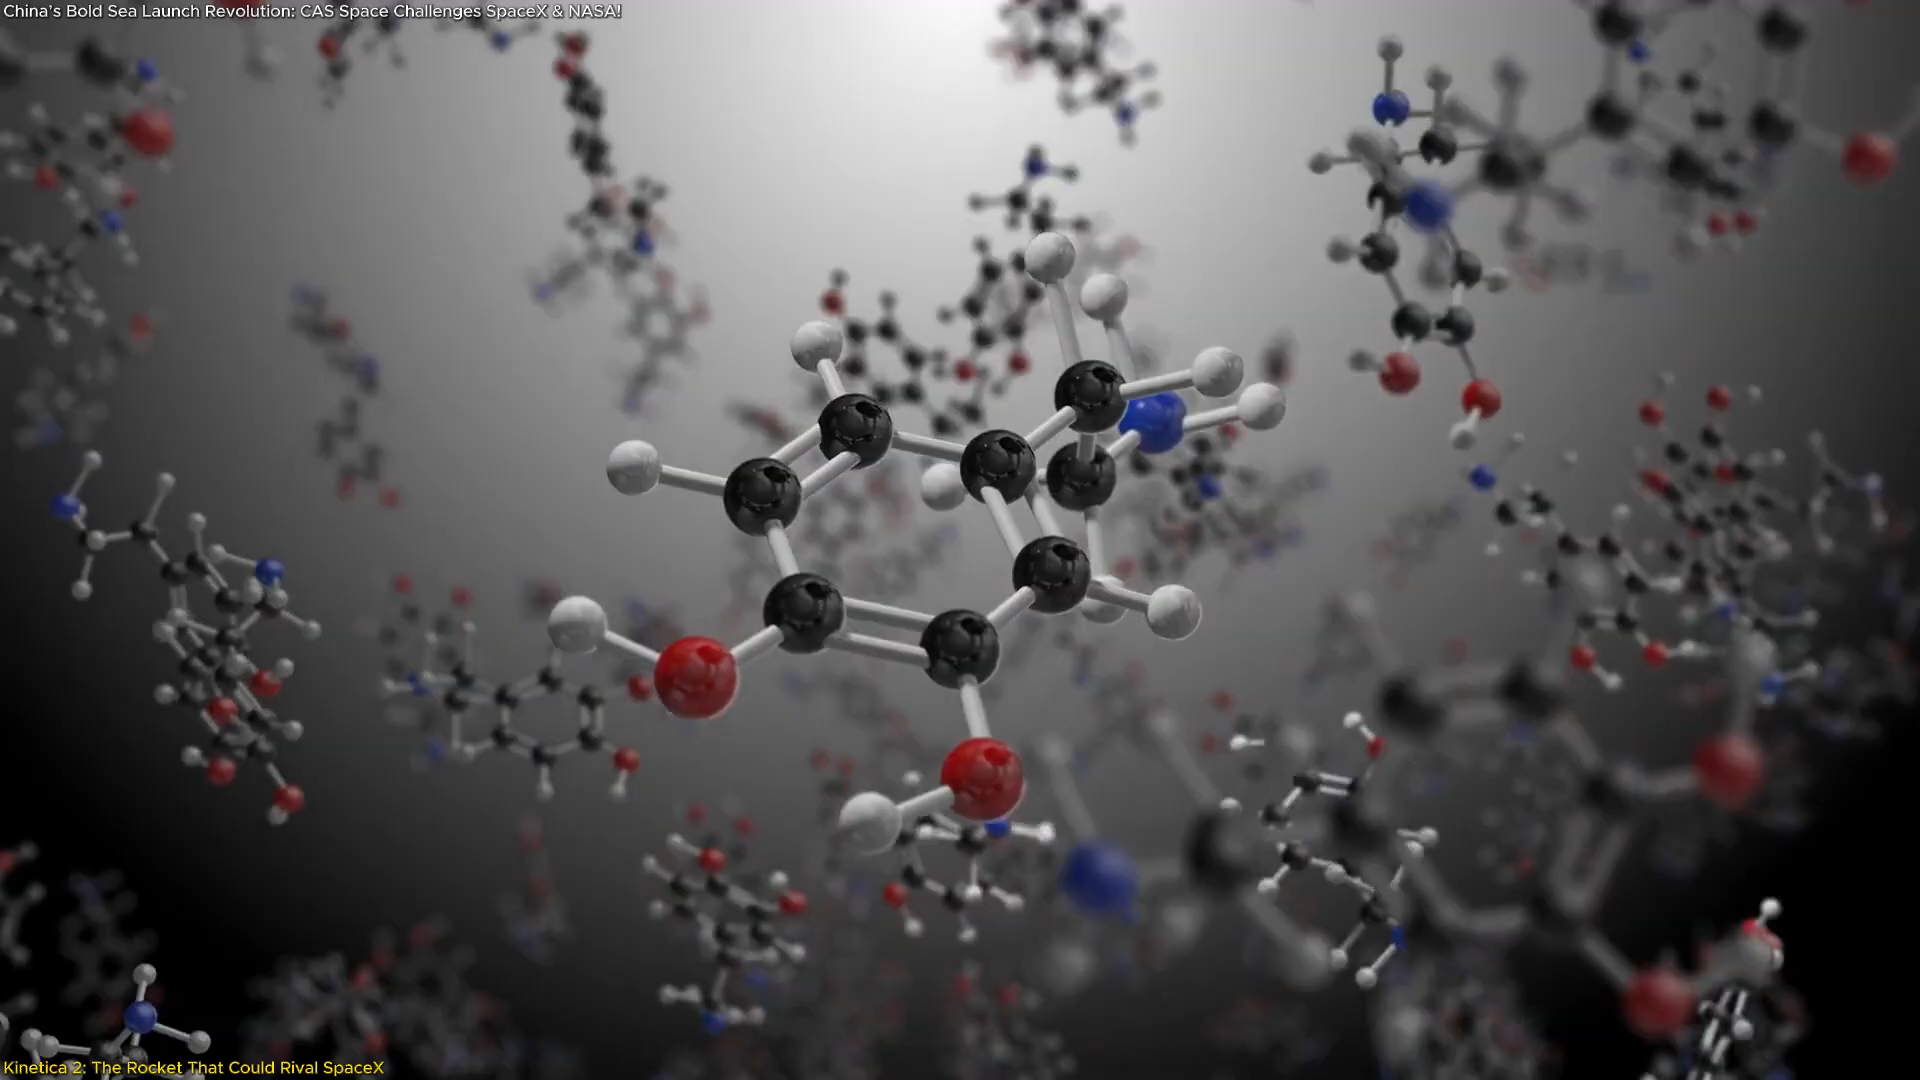 China's Bold Sea Launch Revolution: CAS Space Challenges SpaceX & NASA!
Kinetica 2: The Rocket That Could Rival SpaceX